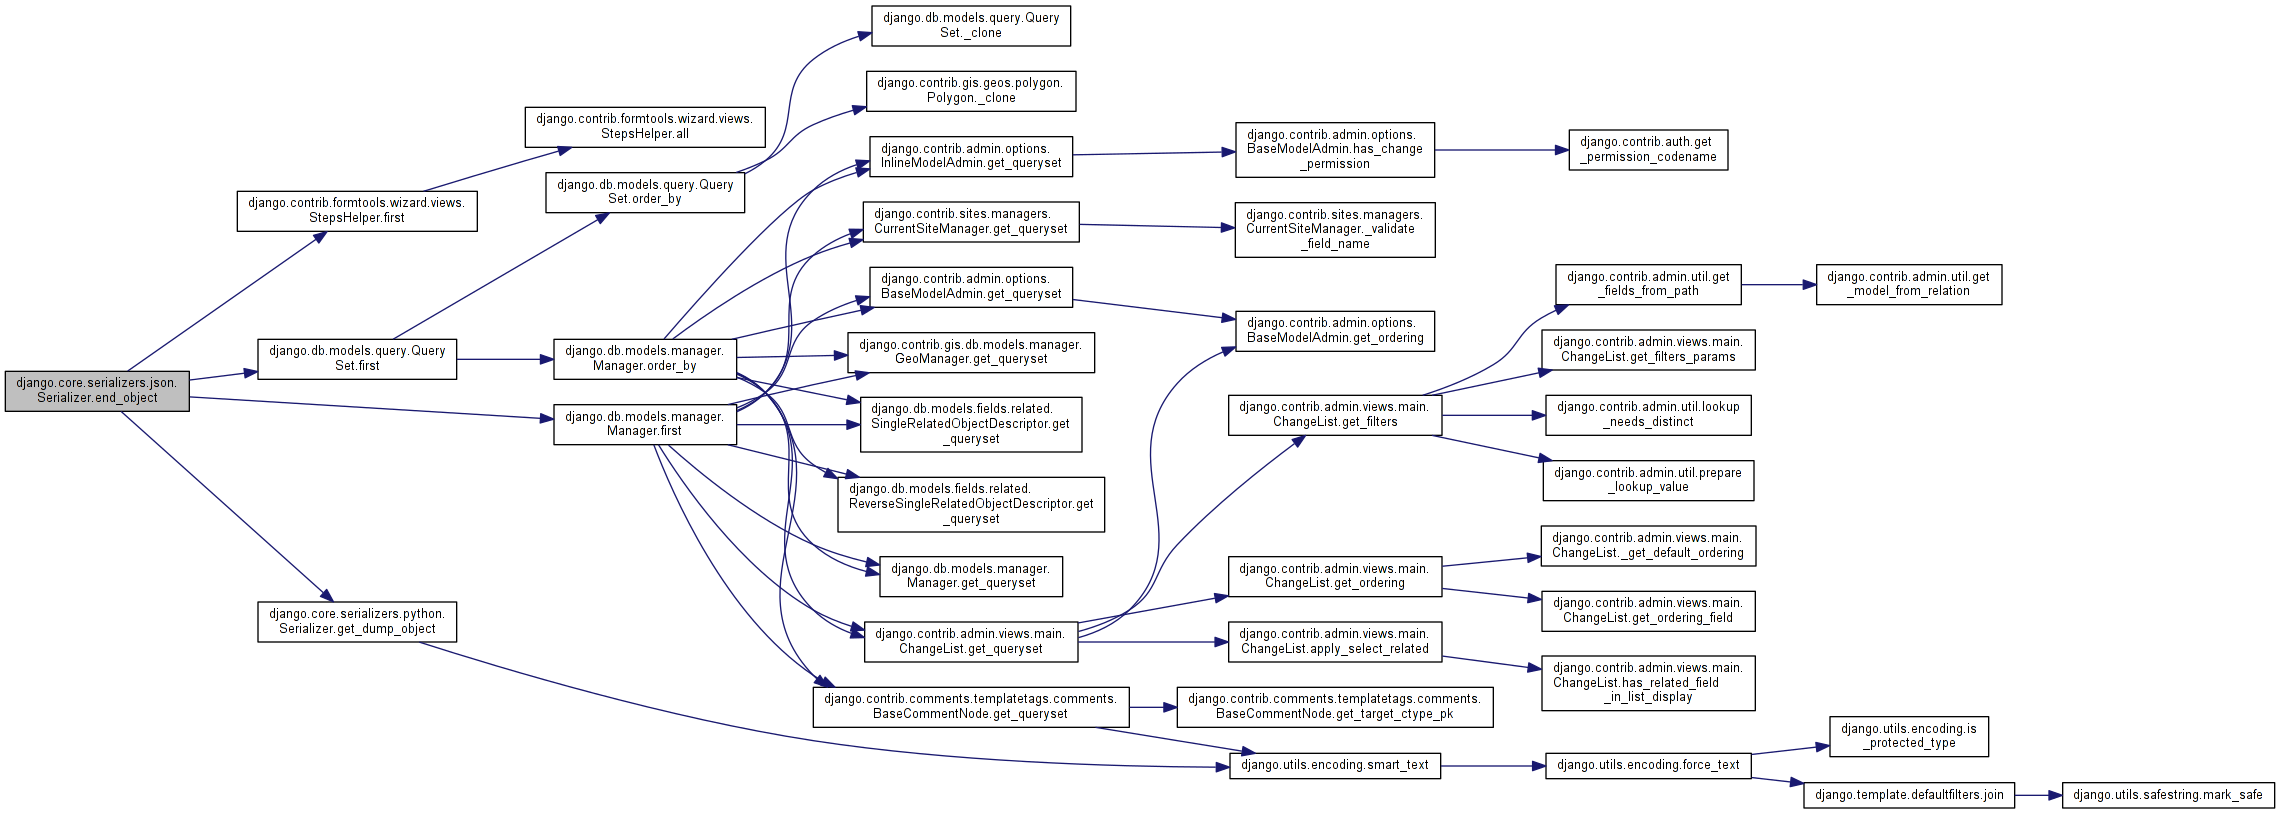 django.core.serializers.json.
Serializer.end_object
django.contrib.formtools.wizard.views.
StepsHelper.first
django.db.models.query.Query
Set.first
django.core.serializers.python.
Serializer.get_dump_object
django.contrib.formtools.wizard.views.
StepsHelper.all
django.db.models.query.Query
Set.order_by
django.db.models.manager.
Manager.order_by
django.db.models.manager.
Manager.first
django.db.models.query.Query
Set._clone
django.contrib.gis.geos.polygon.
Polygon._clone
django.contrib.admin.options.
InlineModelAdmin.get_queryset
django.contrib.sites.managers.
CurrentSiteManager.get_queryset
django.contrib.admin.options.
BaseModelAdmin.get_queryset
django.contrib.gis.db.models.manager.
GeoManager.get_queryset
django.db.models.fields.related.
SingleRelatedObjectDescriptor.get
_queryset
django.db.models.fields.related.
ReverseSingleRelatedObjectDescriptor.get
_queryset
django.db.models.manager.
Manager.get_queryset
django.contrib.admin.views.main.
ChangeList.get_queryset
django.contrib.comments.templatetags.comments.
BaseCommentNode.get_queryset
django.contrib.admin.options.
BaseModelAdmin.has_change
_permission
django.contrib.sites.managers.
CurrentSiteManager._validate
_field_name
django.contrib.admin.options.
BaseModelAdmin.get_ordering
django.contrib.admin.views.main.
ChangeList.get_filters
django.contrib.admin.views.main.
ChangeList.get_ordering
django.contrib.admin.views.main.
ChangeList.apply_select_related
django.contrib.comments.templatetags.comments.
BaseCommentNode.get_target_ctype_pk
django.utils.encoding.smart_text
django.contrib.auth.get
_permission_codename
django.contrib.admin.util.get
_fields_from_path
django.contrib.admin.views.main.
ChangeList.get_filters_params
django.contrib.admin.util.lookup
_needs_distinct
django.contrib.admin.util.prepare
_lookup_value
django.contrib.admin.views.main.
ChangeList._get_default_ordering
django.contrib.admin.views.main.
ChangeList.get_ordering_field
django.contrib.admin.views.main.
ChangeList.has_related_field
_in_list_display
django.utils.encoding.force_text
django.contrib.admin.util.get
_model_from_relation
django.utils.encoding.is
_protected_type
django.template.defaultfilters.join
django.utils.safestring.mark_safe